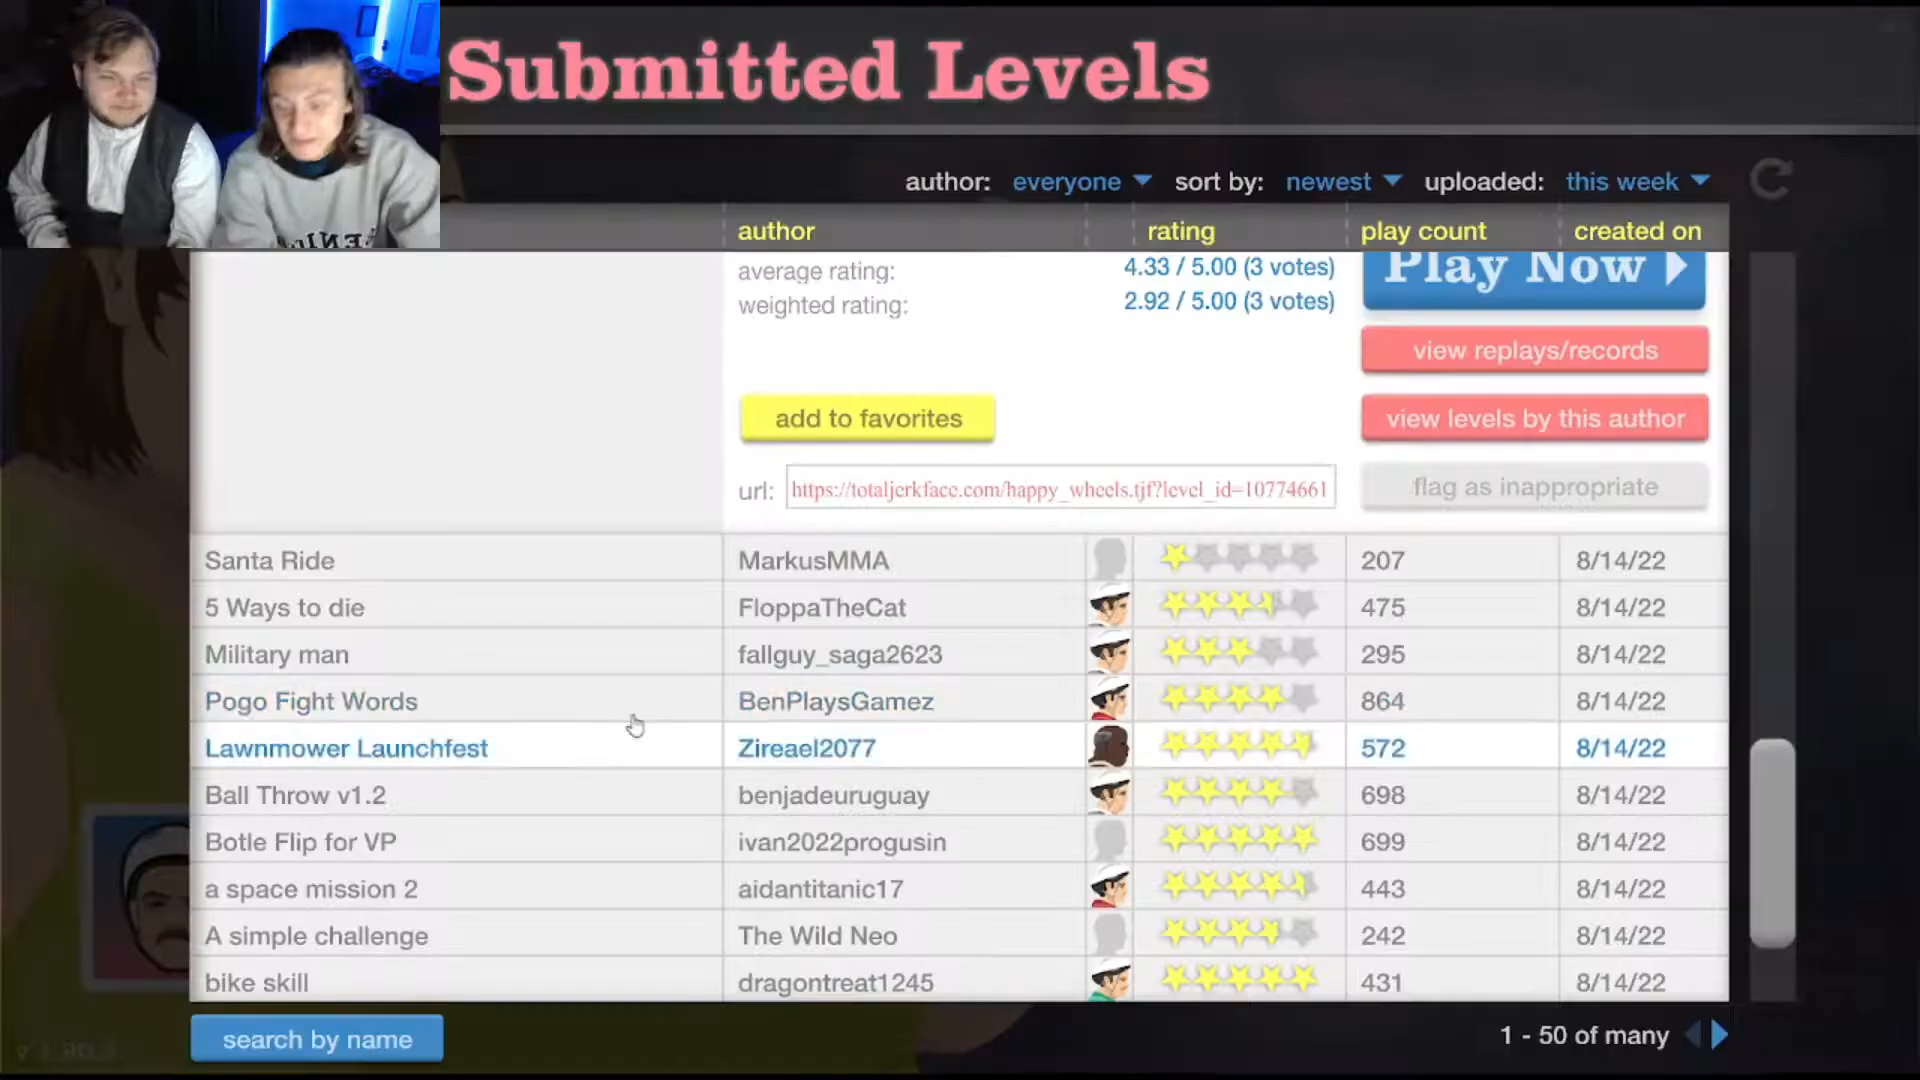 Submitted Levels
author: everyone sort by: newest uploaded: this week
author rating play count created on
average rating: 4.33 / 5.00 (3 votes) Play Now
weighted rating: 2.92 / 5.00 (3 votes)
view replays/records
add to favorites view levels by this author
url: https://totaljerkface.com/happy_wheels.tjf?level_id=10774661 flag as inappropriate
Santa Ride MarkusMMA 207 8/14/22
5 Ways to die FloppaTheCat 475 8/14/22
Military man fallguy_saga2623 295 8/14/22
Pogo Fight Words BenPlaysGamez 864 8/14/22
Lawnmower Launchfest Zireael2077 572 8/14/22
Ball Throw v1.2 benjadeuruguay 698 8/14/22
Botle Flip for VP ivan2022progusin 699 8/14/22
a space mission 2 aidantitanic17 443 8/14/22
A simple challenge The Wild Neo 242 8/14/22
bike skill dragontreat1245 431 8/14/22
search by name 1 - 50 of many